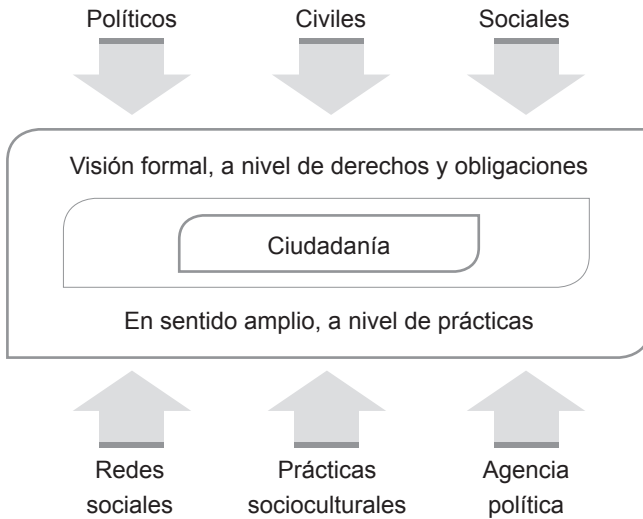 Políticos Civiles Sociales
Visión formal, a nivel de derechos y obligaciones
Ciudadanía
En sentido amplio, a nivel de prácticas
Redes
sociales
Prácticas
socioculturales
Agencia
política